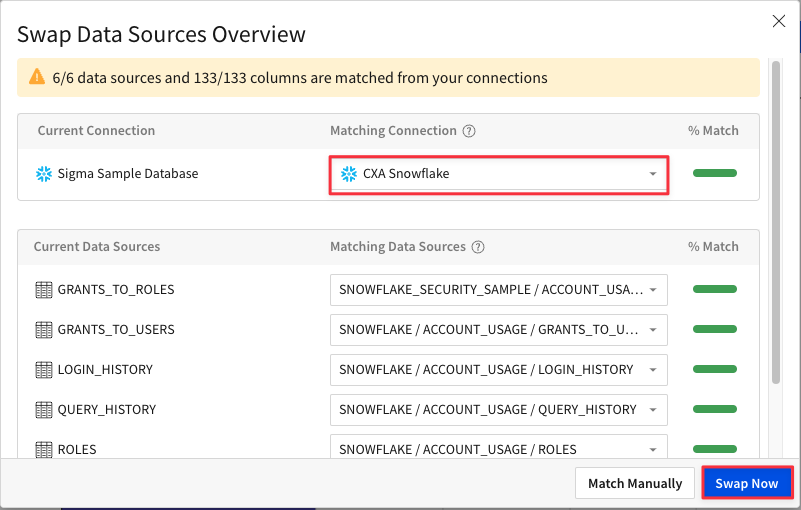 Swap Data Sources Overview
6/6 data sources and 133/133 columns are matched from your connections
Current Connection Matching Connection ? % Match
Sigma Sample Database CXA Snowflake
Current Data Sources Matching Data Sources ? % Match
GRANTS_TO_ROLES SNOWFLAKE_SECURITY_SAMPLE / ACCOUNT_USA...
GRANTS_TO_USERS SNOWFLAKE / ACCOUNT_USAGE / GRANTS_TO_U...
LOGIN_HISTORY SNOWFLAKE / ACCOUNT_USAGE / LOGIN_HISTORY
QUERY_HISTORY SNOWFLAKE / ACCOUNT_USAGE / QUERY_HISTORY
ROLES SNOWFLAKE / ACCOUNT_USAGE / ROLES
Match Manually Swap Now